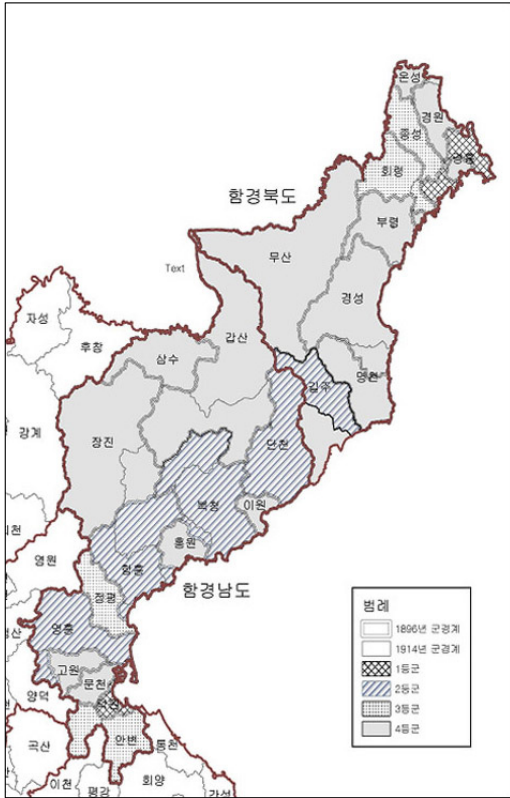 온성
경원
종성
경흥
회령
함경북도
부령
무산
Text
경성
자성
갑산
후창
삼수
길주
명천
강계
장진
단천
북청
이원
홍원
영원
함흥
함경남도
정평
영흥
고원
문천
양덕
덕원
안변
통천
곡산
회양
이천
평강
간성
범례
1896년 군경계
1914년 군경계
1등군
2등군
3등군
4등군